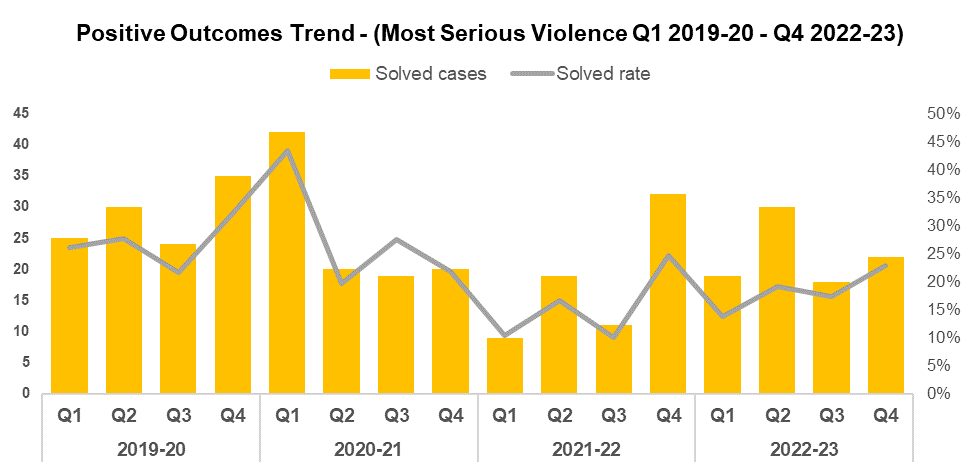 Positive Outcomes Trend - (Most Serious Violence Q1 2019-20 - Q4 2022-23)
Solved cases Solved rate
45 50%
40 45%
35 40%
30 35%
25 30%
20 25%
15 20%
10 15%
5 10%
0 5%
0%
Q1 Q2 Q3 Q4 Q1 Q2 Q3 Q4 Q1 Q2 Q3 Q4 Q1 Q2 Q3 Q4
2019-20 2020-21 2021-22 2022-23